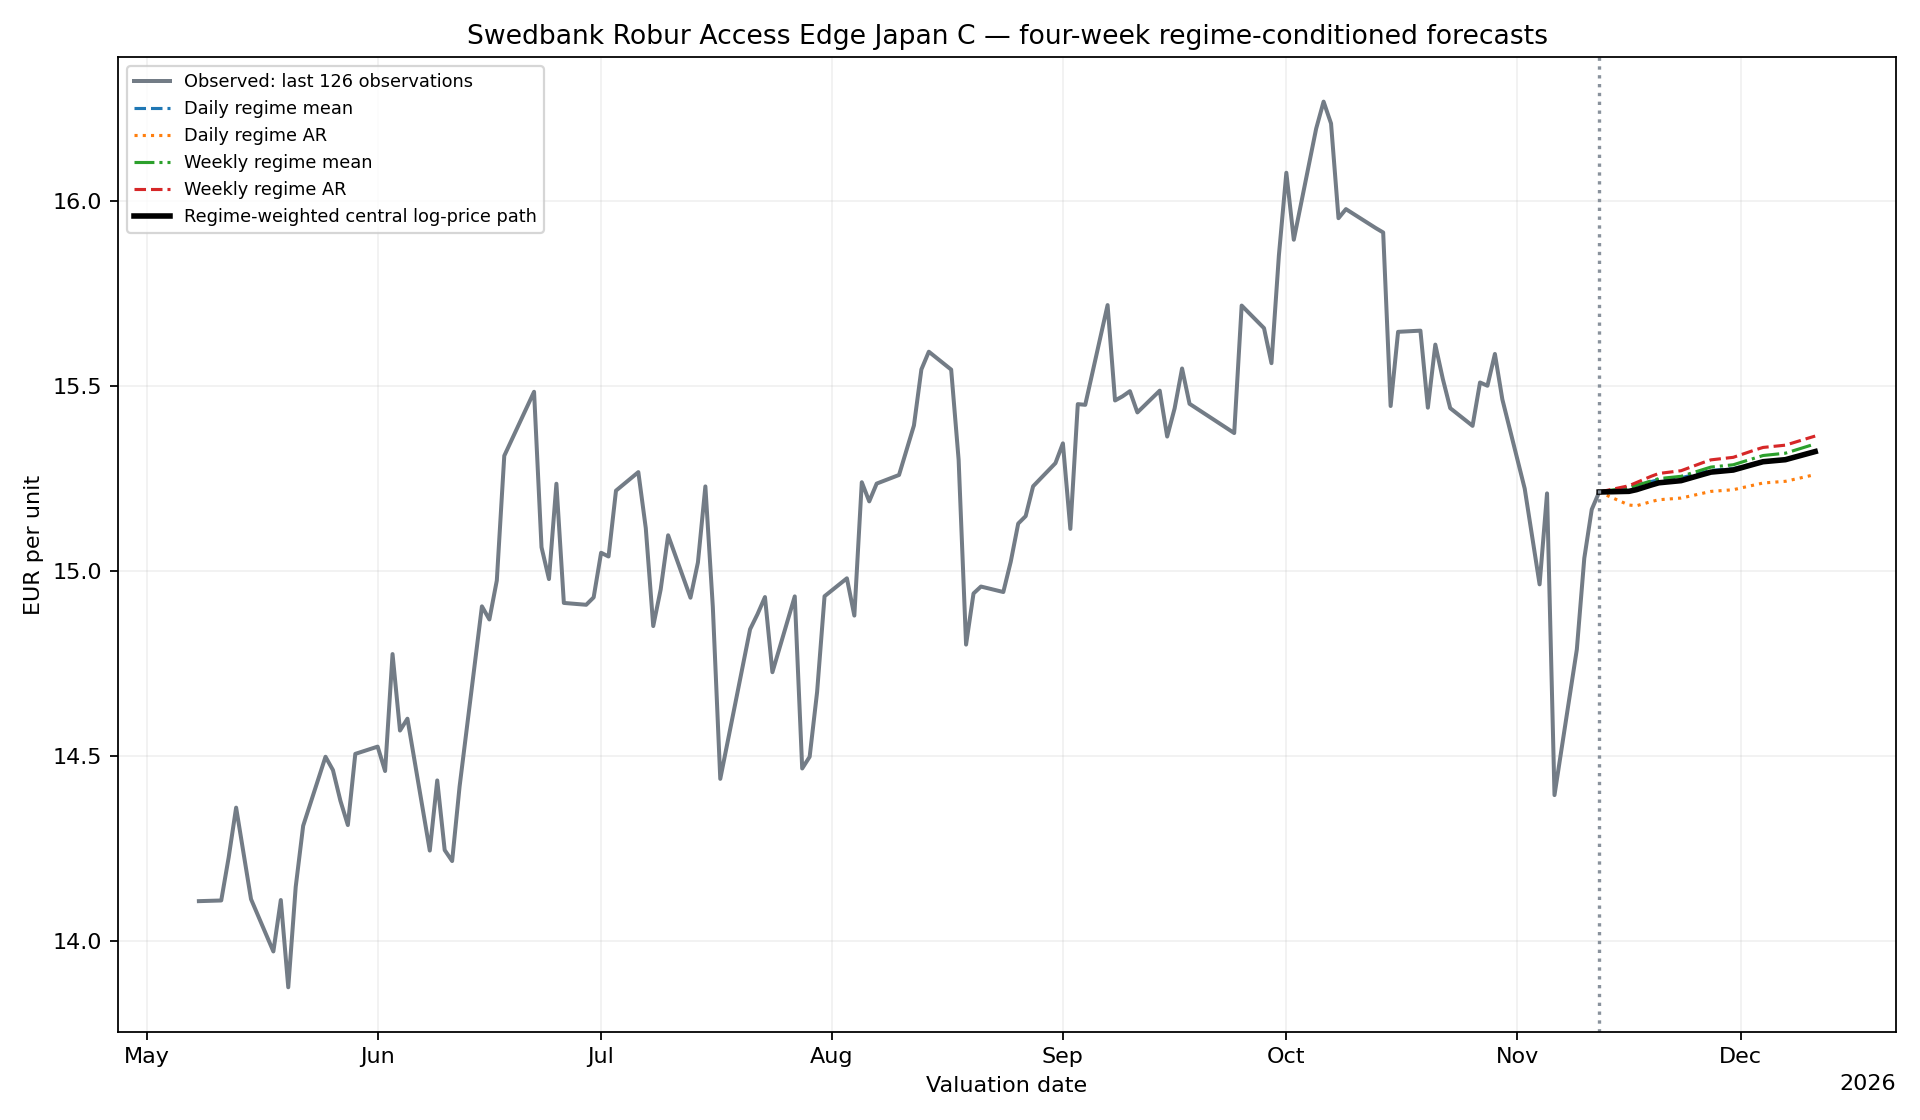 Swedbank Robur Access Edge Japan C — four-week regime-conditioned forecasts
Observed: last 126 observations
Daily regime mean
Daily regime AR
Weekly regime mean
Weekly regime AR
Regime-weighted central log-price path
EUR per unit
16.0
15.5
15.0
14.5
14.0
May Jun Jul Aug Sep Oct Nov Dec
Valuation date
2026